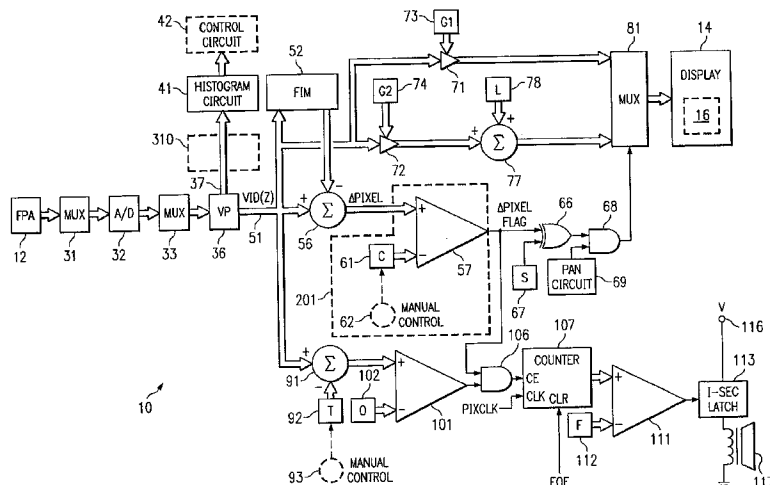 42
CONTROL
CIRCUIT
41
HISTOGRAM
CIRCUIT
310
37
52
FIM
73
G1
71
74
G2
72
78
L
+
+
Σ
77
81
MUX
14
DISPLAY
16
FPA
12
MUX
31
A/D
32
MUX
33
VP
36
VID(Z)
51
+
−
Σ
56
ΔPIXEL
+
−
57
61
C
201
62
MANUAL
CONTROL
ΔPIXEL
FLAG
66
S
67
68
PAN
CIRCUIT
69
10
+
Σ
91
−
92
T
93
MANUAL
CONTROL
102
0
+
−
101
106
PIXCLK
107
COUNTER
CE
CLK
CLR
EOF
+
−
111
F
112
V
116
113
I-SEC
LATCH